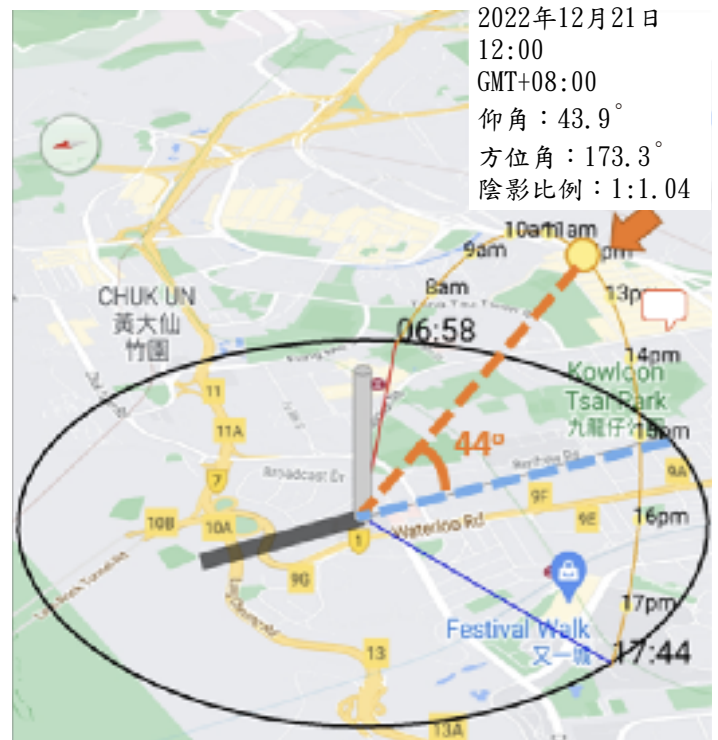 2022年12月21日
12:00
GMT+08:00
仰角：43.9°
方位角：173.3°
陰影比例：1:1.04
10am
11am
pm
9am
8am
13pm
06:58
CHUK UN
黃大仙
竹園
14pm
Kowloon
Tsai Park
九龍仔公
11
11A
44°
15pm
7
Broadcast Dr
9A
10B
10A
9F
9E
16pm
1
Waterloo Rd
9G
17pm
Festival Walk
又一城
17:44
13
13A